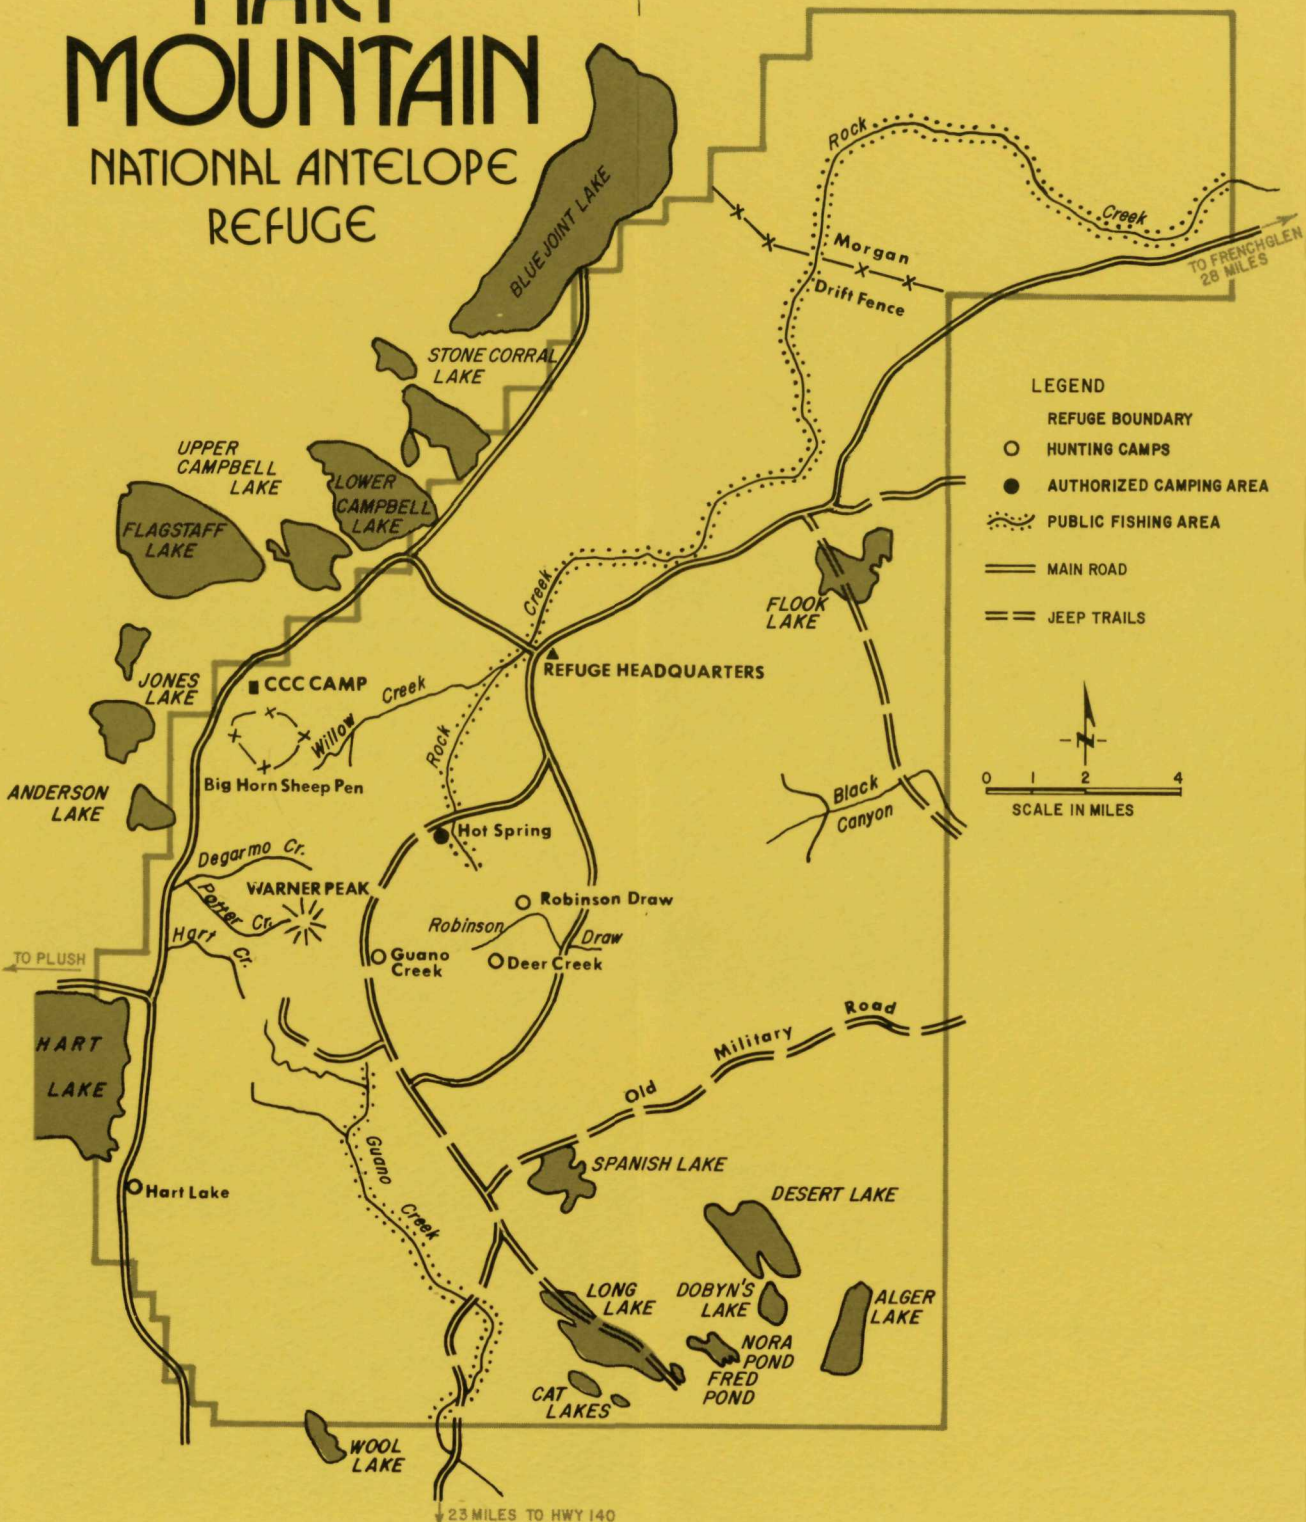 HART
MOUNTAIN
NATIONAL ANTELOPE
REFUGE
BLUEJOINT LAKE
Rock
Creek
TO FRENCHGLEN
28 MILES
Morgan
Drift Fence
STONE CORRAL
LAKE
LEGEND
REFUGE BOUNDARY
HUNTING CAMPS
AUTHORIZED CAMPING AREA
PUBLIC FISHING AREA
MAIN ROAD
JEEP TRAILS
N
0 1 2 4
SCALE IN MILES
UPPER
CAMPBELL
LAKE
LOWER
CAMPBELL
LAKE
FLAGSTAFF
LAKE
Creek
FLOOK
LAKE
REFUGE HEADQUARTERS
JONES
LAKE
CCC CAMP
Willow
Creek
Rock
Big Horn Sheep Pen
ANDERSON
LAKE
Black
Canyon
Hot Spring
Degarmo Cr.
Potter Cr.
WARNER PEAK
Hart Cr.
Robinson Draw
Robinson
Draw
Guano
Creek
Deer Creek
TO PLUSH
HART
LAKE
Old
Military
Road
Guano
Creek
Hart Lake
SPANISH LAKE
DESERT LAKE
LONG
LAKE
DOBYN'S
LAKE
ALGER
LAKE
NORA
POND
FRED
POND
CAT
LAKES
WOOL
LAKE
23 MILES TO HWY 140